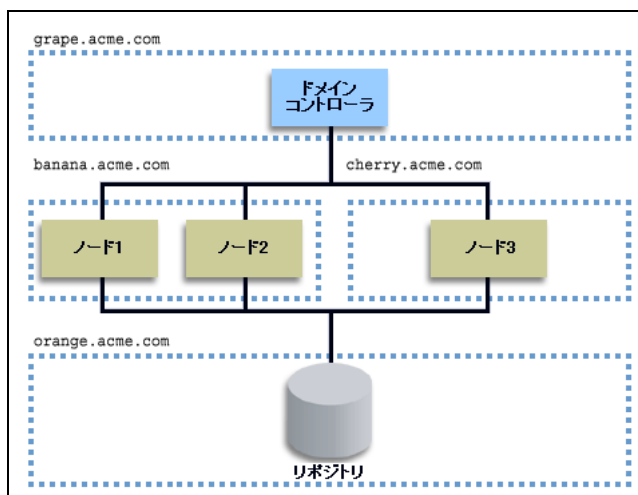 grape.acme.com
ドメイン
コントローラ
banana.acme.com
cherry.acme.com
ノード1
ノード2
ノード3
orange.acme.com
リポジトリ